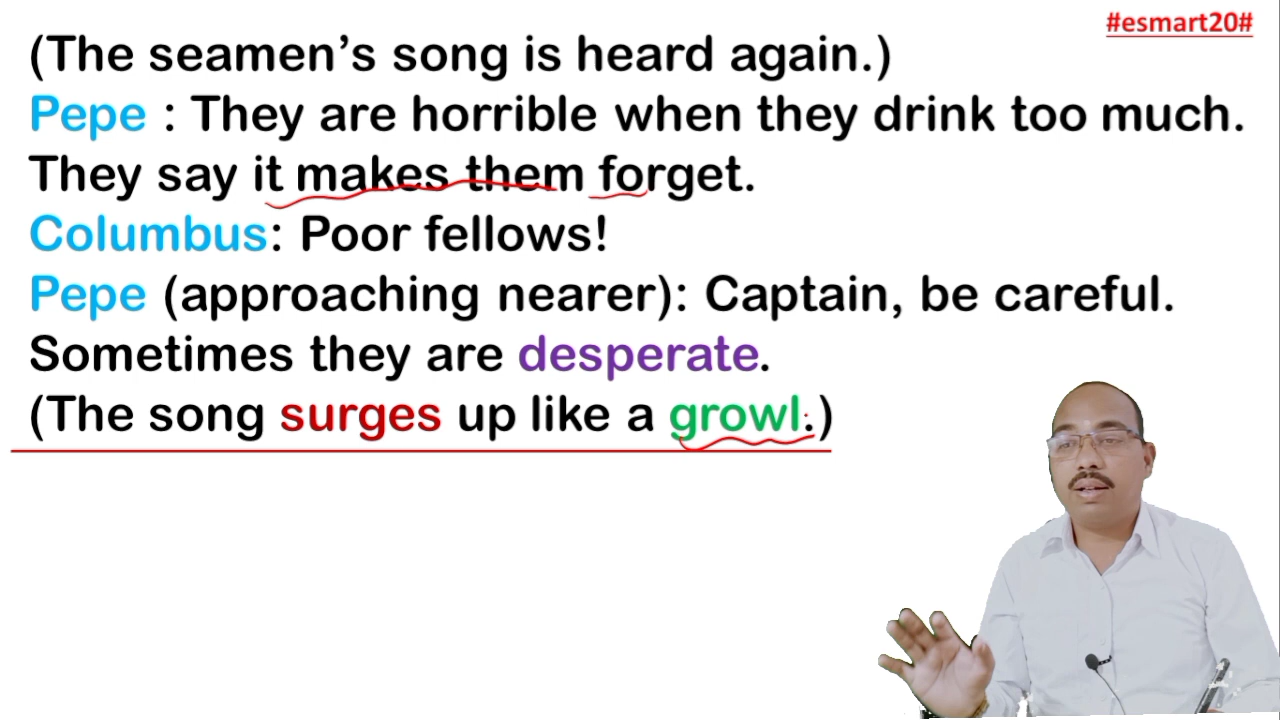 #esmart20#
(The seamen’s song is heard again.)
Pepe : They are horrible when they drink too much.
They say it makes them forget.
Columbus: Poor fellows!
Pepe (approaching nearer): Captain, be careful.
Sometimes they are desperate.
(The song surges up like a growl.)